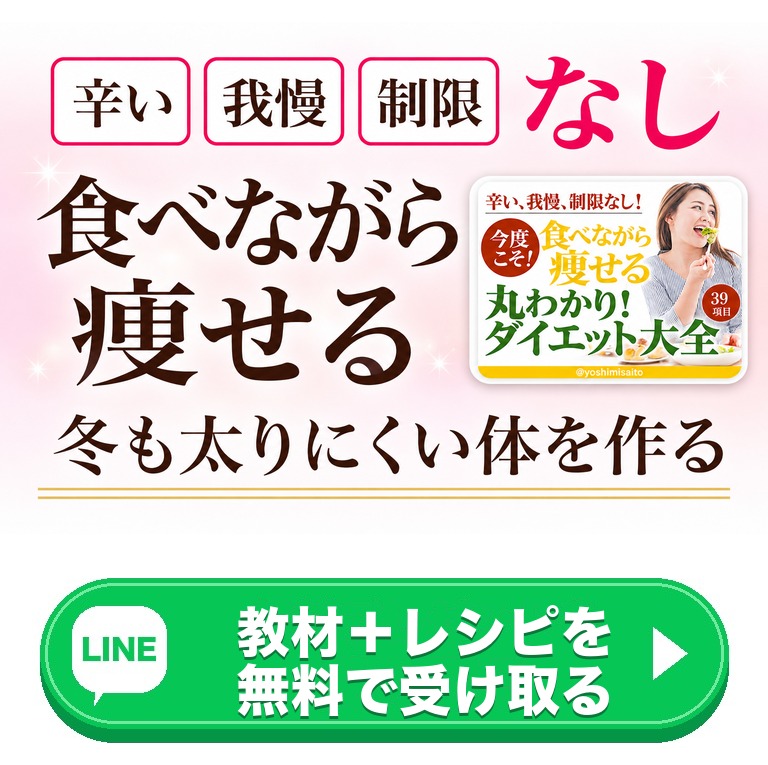 辛い 我慢 制限 なし
食べながら
痩せる
辛い、我慢、制限なし!
今度
こそ!
食べながら
痩せる
丸わかり!
39
項目
ダイエット大全
@yoshimisaito
冬も太りにくい体を作る
LINE
教材+レシピを
無料で受け取る